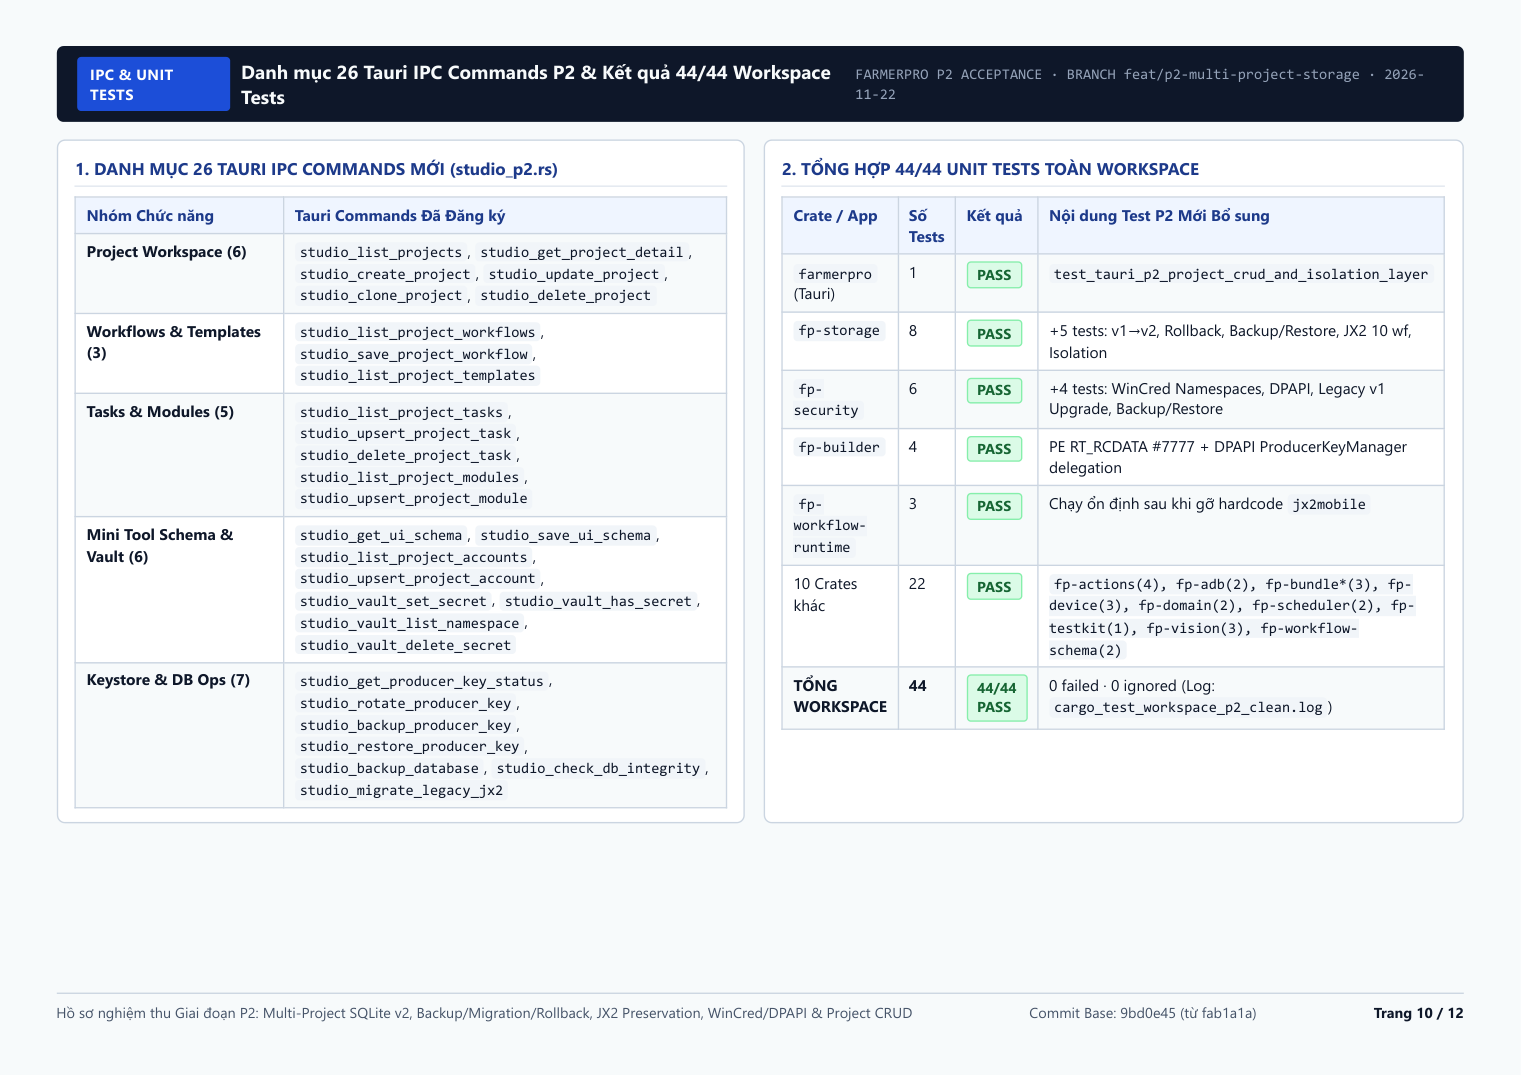 IPC & UNIT
TESTS
Danh mục 26 Tauri IPC Commands P2 & Kết quả 44/44 Workspace
Tests
FARMERPRO P2 ACCEPTANCE · BRANCH feat/p2-multi-project-storage · 2026-
11-22
1. DANH MỤC 26 TAURI IPC COMMANDS MỚI (studio_p2.rs)
Nhóm Chức năng
Tauri Commands Đã Đăng ký
Project Workspace (6)
studio_list_projects, studio_get_project_detail,
studio_create_project, studio_update_project,
studio_clone_project, studio_delete_project
Workflows & Templates
(3)
studio_list_project_workflows,
studio_save_project_workflow,
studio_list_project_templates
Tasks & Modules (5)
studio_list_project_tasks,
studio_upsert_project_task,
studio_delete_project_task,
studio_list_project_modules,
studio_upsert_project_module
Mini Tool Schema &
Vault (6)
studio_get_ui_schema, studio_save_ui_schema,
studio_list_project_accounts,
studio_upsert_project_account,
studio_vault_set_secret, studio_vault_has_secret,
studio_vault_list_namespace,
studio_vault_delete_secret
Keystore & DB Ops (7)
studio_get_producer_key_status,
studio_rotate_producer_key,
studio_backup_producer_key,
studio_restore_producer_key,
studio_backup_database, studio_check_db_integrity,
studio_migrate_legacy_jx2
2. TỔNG HỢP 44/44 UNIT TESTS TOÀN WORKSPACE
Crate / App
Số
Tests
Kết quả
Nội dung Test P2 Mới Bổ sung
farmerpro
(Tauri)
1
PASS
test_tauri_p2_project_crud_and_isolation_layer
fp-storage
8
PASS
+5 tests: v1→v2, Rollback, Backup/Restore, JX2 10 wf,
Isolation
fp-
security
6
PASS
+4 tests: WinCred Namespaces, DPAPI, Legacy v1
Upgrade, Backup/Restore
fp-builder
4
PASS
PE RT_RCDATA #7777 + DPAPI ProducerKeyManager
delegation
fp-
workflow-
runtime
3
PASS
Chạy ổn định sau khi gỡ hardcode jx2mobile
10 Crates
khác
22
PASS
fp-actions(4), fp-adb(2), fp-bundle*(3), fp-
device(3), fp-domain(2), fp-scheduler(2), fp-
testkit(1), fp-vision(3), fp-workflow-
schema(2)
TỔNG
WORKSPACE
44
44/44
PASS
0 failed · 0 ignored (Log:
cargo_test_workspace_p2_clean.log)
Hồ sơ nghiệm thu Giai đoạn P2: Multi-Project SQLite v2, Backup/Migration/Rollback, JX2 Preservation, WinCred/DPAPI & Project CRUD
Commit Base: 9bd0e45 (từ fab1a1a)
Trang 10 / 12